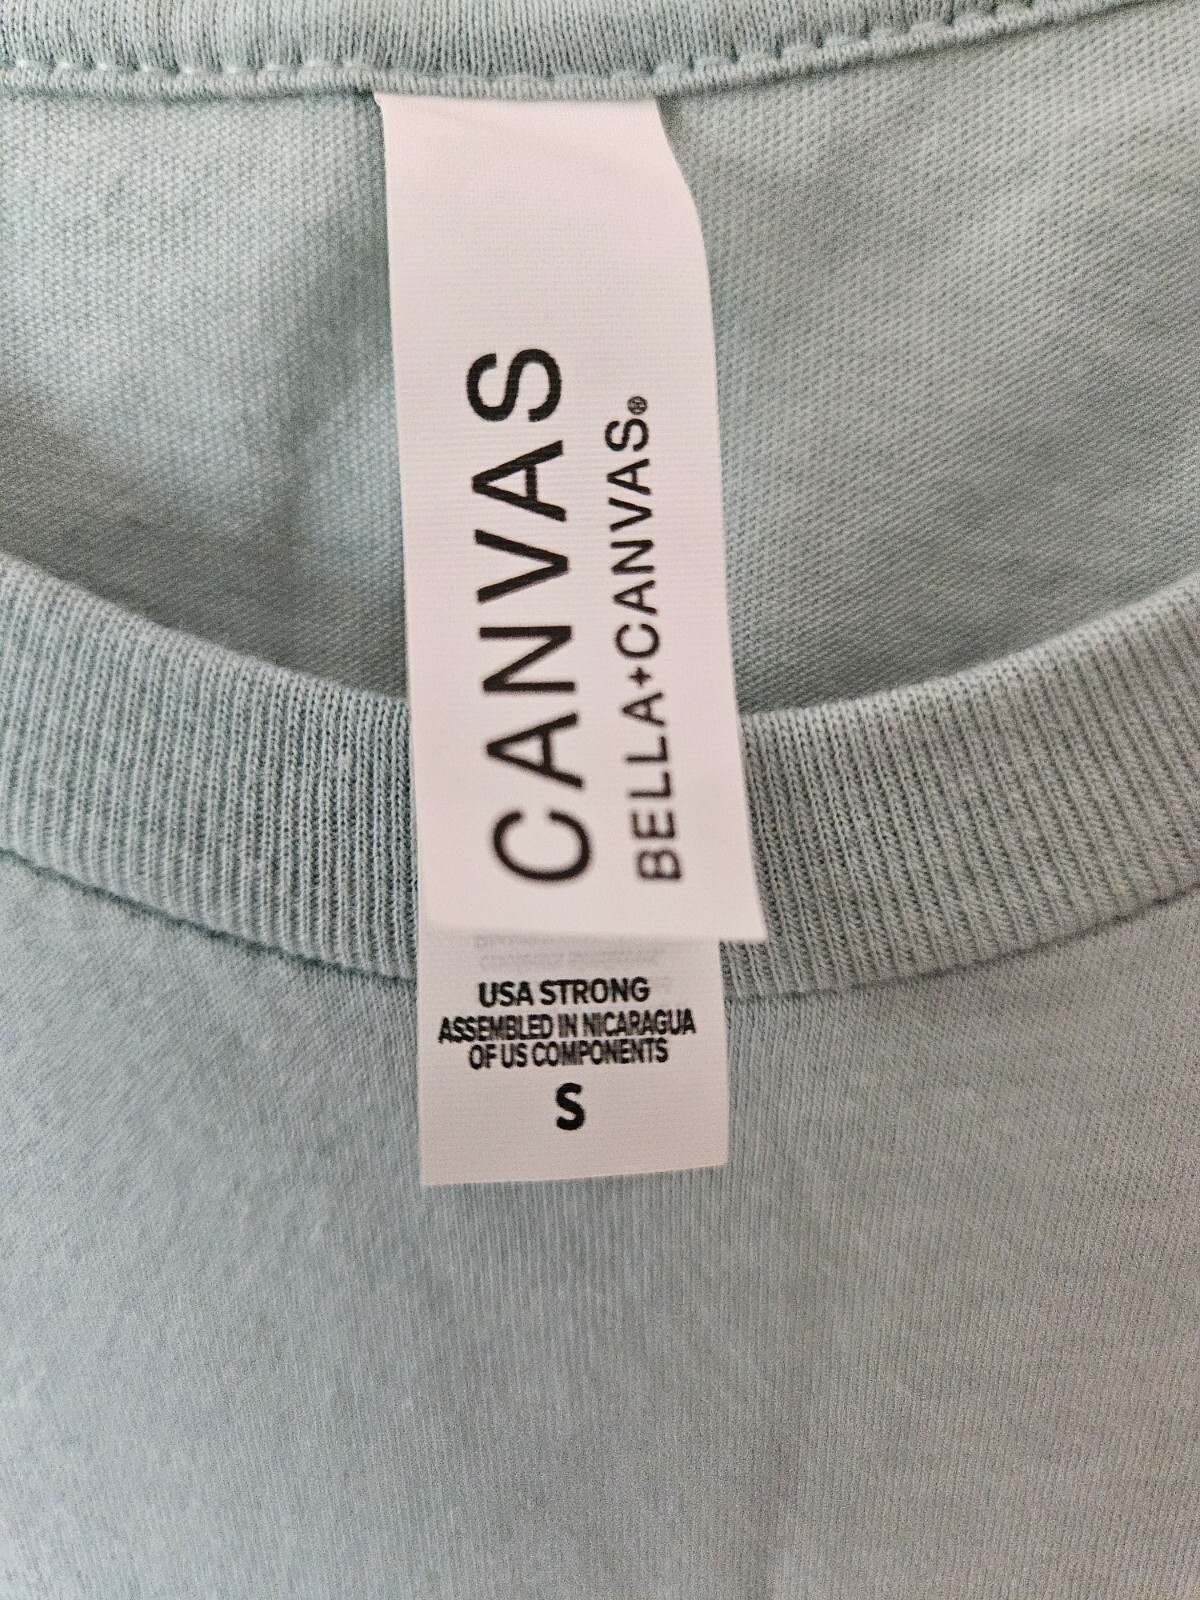 CANVAS
BELLA+CANVAS®
USA STRONG
ASSEMBLED IN NICARAGUA
OF US COMPONENTS
S